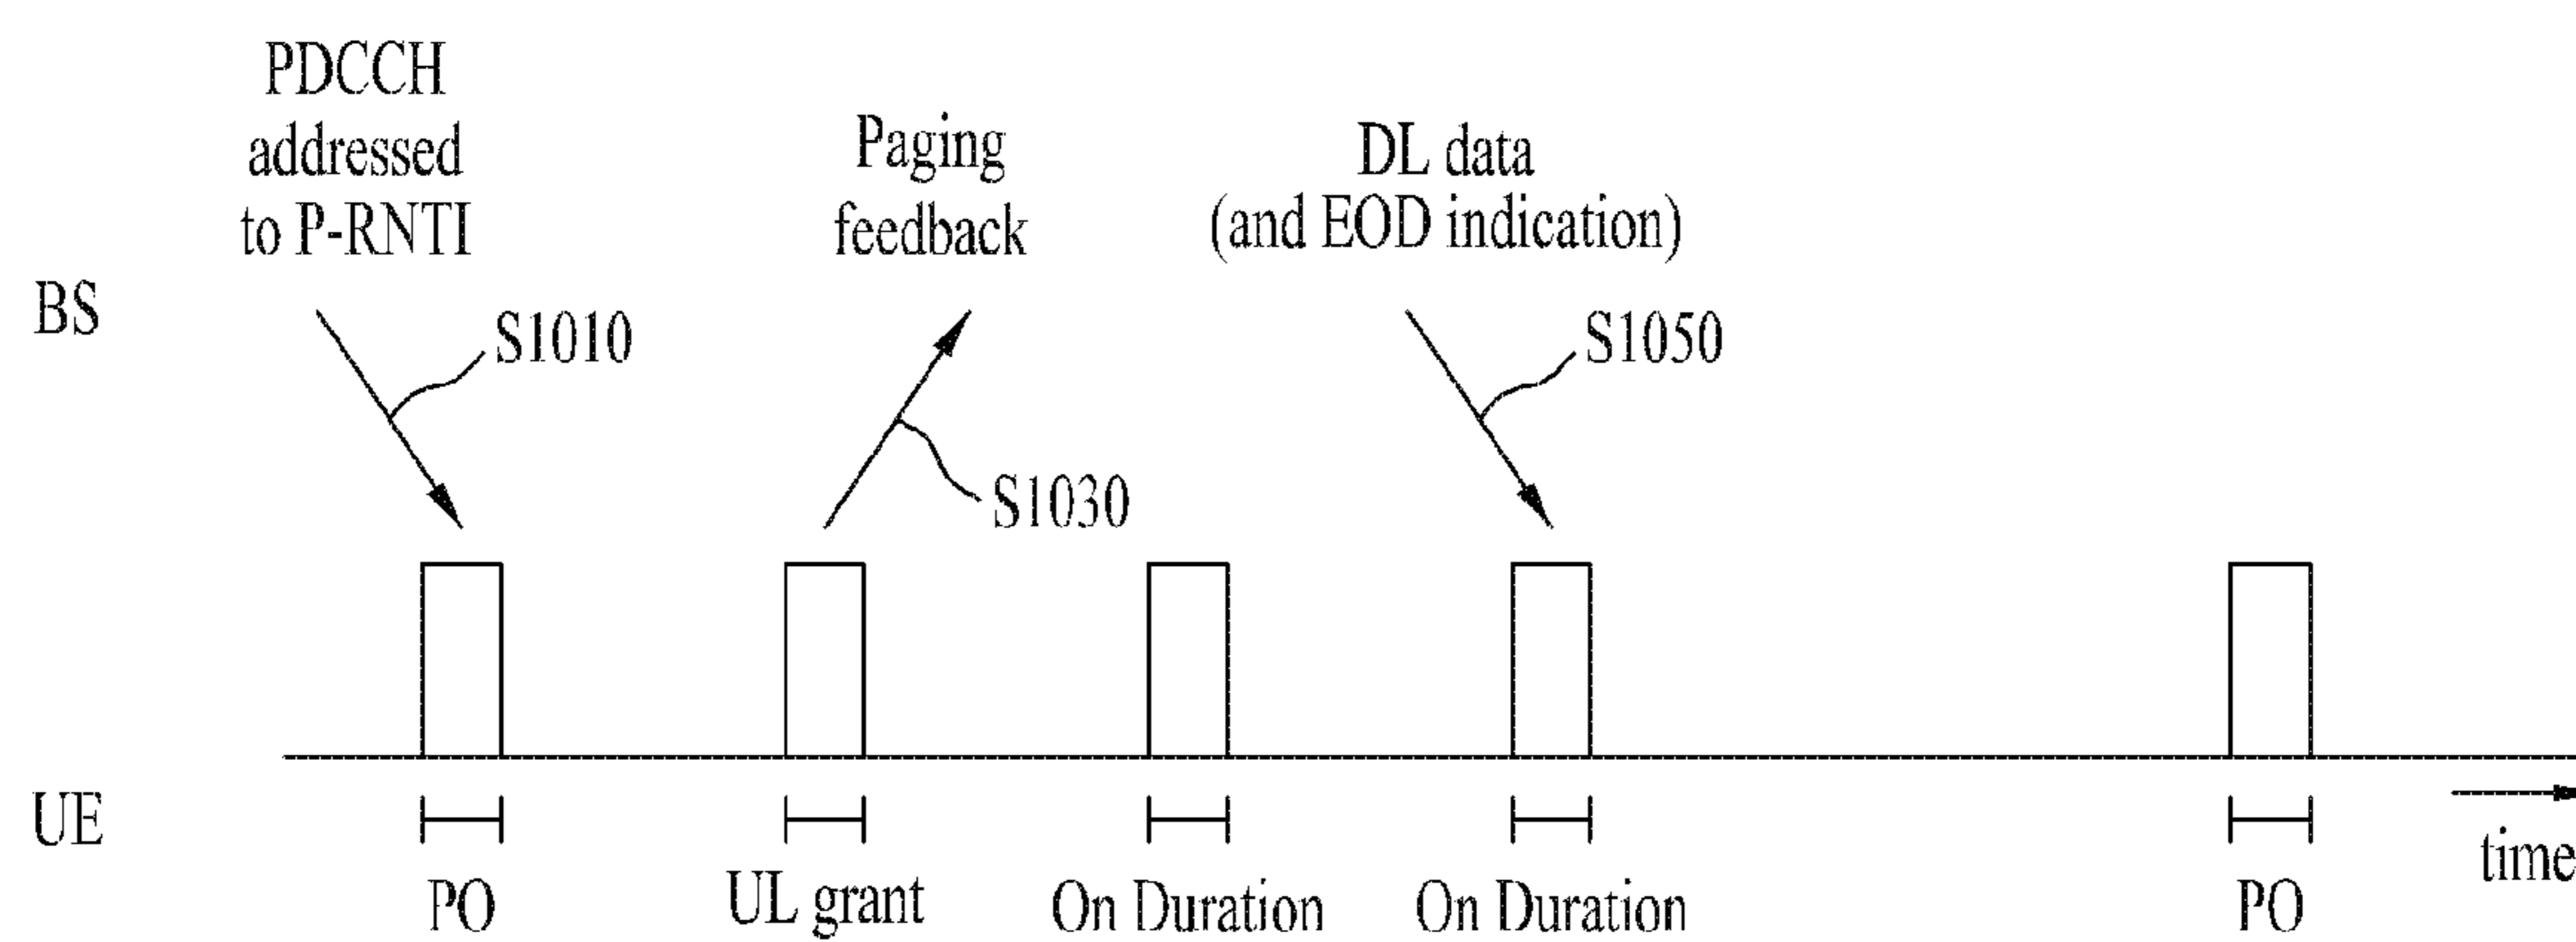 PDCCH
addressed
to P-RNTI
Paging
feedback
DL data
(and EOD indication)
BS
S1010
S1050
S1030
UE
time
PO
UL grant
On Duration
On Duration
PO